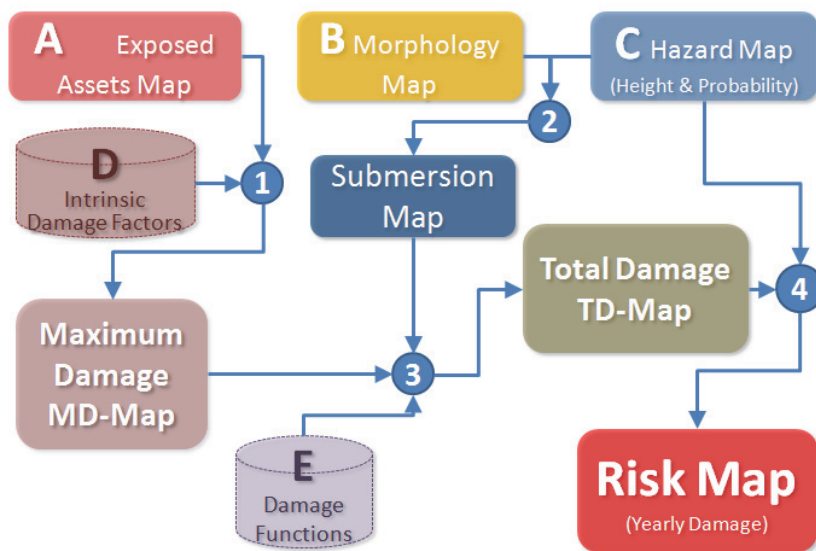 A Exposed
Assets Map
B Morphology
Map
C Hazard Map
(Height & Probability)
2
D
Intrinsic
Damage Factors
1
Submersion
Map
Total Damage
TD-Map
4
Maximum
Damage
MD-Map
3
E
Damage
Functions
Risk Map
(Yearly Damage)